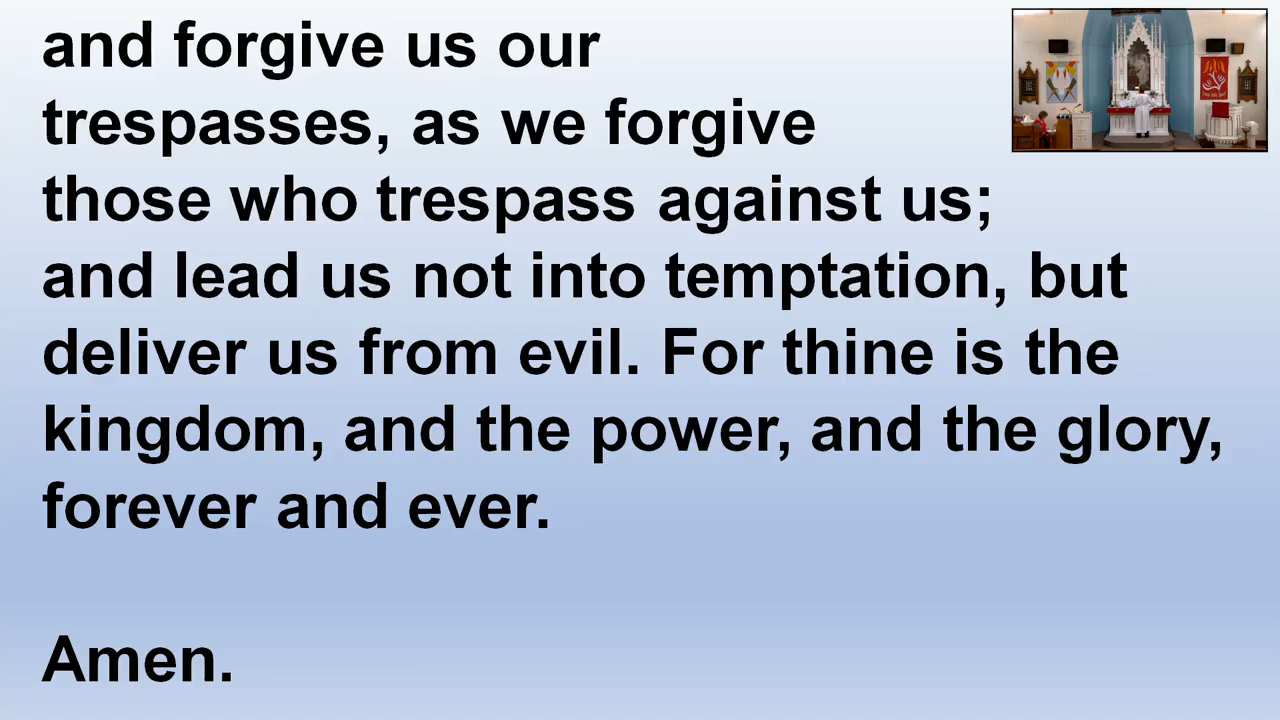 and forgive us our
trespasses, as we forgive
those who trespass against us;
and lead us not into temptation, but
deliver us from evil. For thine is the
kingdom, and the power, and the glory,
forever and ever.
Amen.